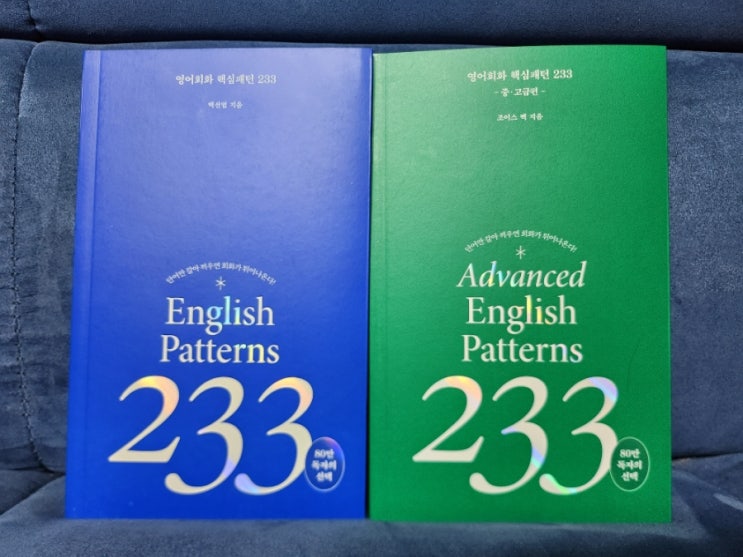 영어회화 핵심패턴 233
백선엽 지음
단어만 갈아 끼우면 회화가 튀어나온다!
English
Patterns
233
80만
독자의
선택
영어회화 핵심패턴 233
- 중·고급편 -
조이스 백 지음
단어만 갈아 끼우면 회화가 튀어나온다!
Advanced
English
Patterns
233
80만
독자의
선택